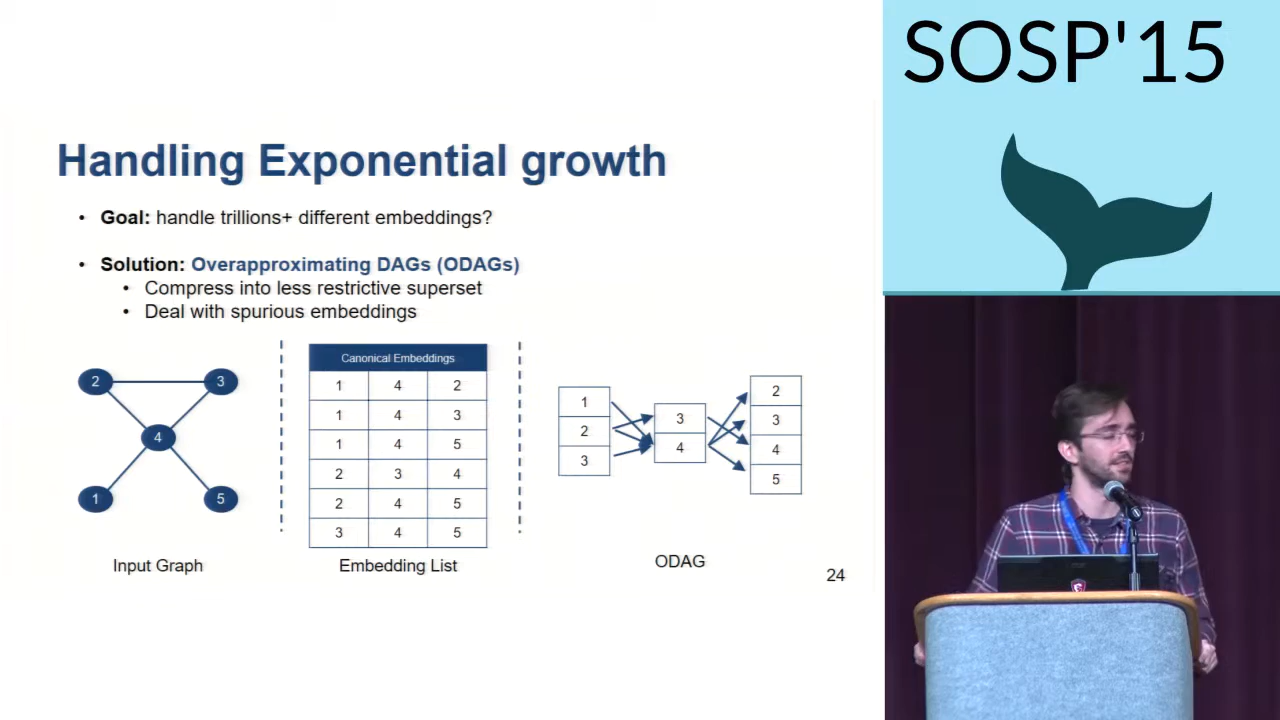 SOSP'15
Handling Exponential growth
• Goal: handle trillions+ different embeddings?
• Solution: Overapproximating DAGs (ODAGs)
• Compress into less restrictive superset
• Deal with spurious embeddings
2 3
4
1 5
Input Graph
Canonical Embeddings
1 4 2
1 4 3
1 4 5
2 3 4
2 4 5
3 4 5
Embedding List
1
2
3
3
4
2
3
4
5
ODAG
24